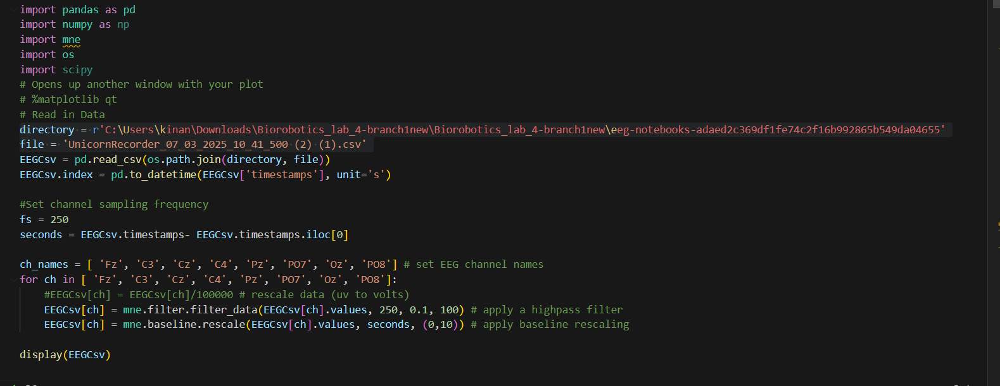 import pandas as pd
import numpy as np
import mne
import os
import scipy
# Opens up another window with your plot
# %matplotlib qt
# Read in Data
directory = r'C:\Users\kinan\Downloads\Biorobotics_lab_4-branch1new\Biorobotics_lab_4-branch1new\eeg-notebooks-adaed2c369df1fe74c2f16b992865b549da04655'
file = 'UnicornRecorder_07_03_2025_10_41_500 (2) (1).csv'
EEGCsv = pd.read_csv(os.path.join(directory, file))
EEGCsv.index = pd.to_datetime(EEGCsv['timestamps'], unit='s')
#Set channel sampling frequency
fs = 250
seconds = EEGCsv.timestamps- EEGCsv.timestamps.iloc[0]
ch_names = [ 'Fz', 'C3', 'Cz', 'C4', 'Pz', 'PO7', 'Oz', 'PO8'] # set EEG channel names
for ch in [ 'Fz', 'C3', 'Cz', 'C4', 'Pz', 'PO7', 'Oz', 'PO8']:
    #EEGCsv[ch] = EEGCsv[ch]/100000 # rescale data (uv to volts)
    EEGCsv[ch] = mne.filter.filter_data(EEGCsv[ch].values, 250, 0.1, 100) # apply a highpass filter
    EEGCsv[ch] = mne.baseline.rescale(EEGCsv[ch].values, seconds, (0,10)) # apply baseline rescaling
display(EEGCsv)